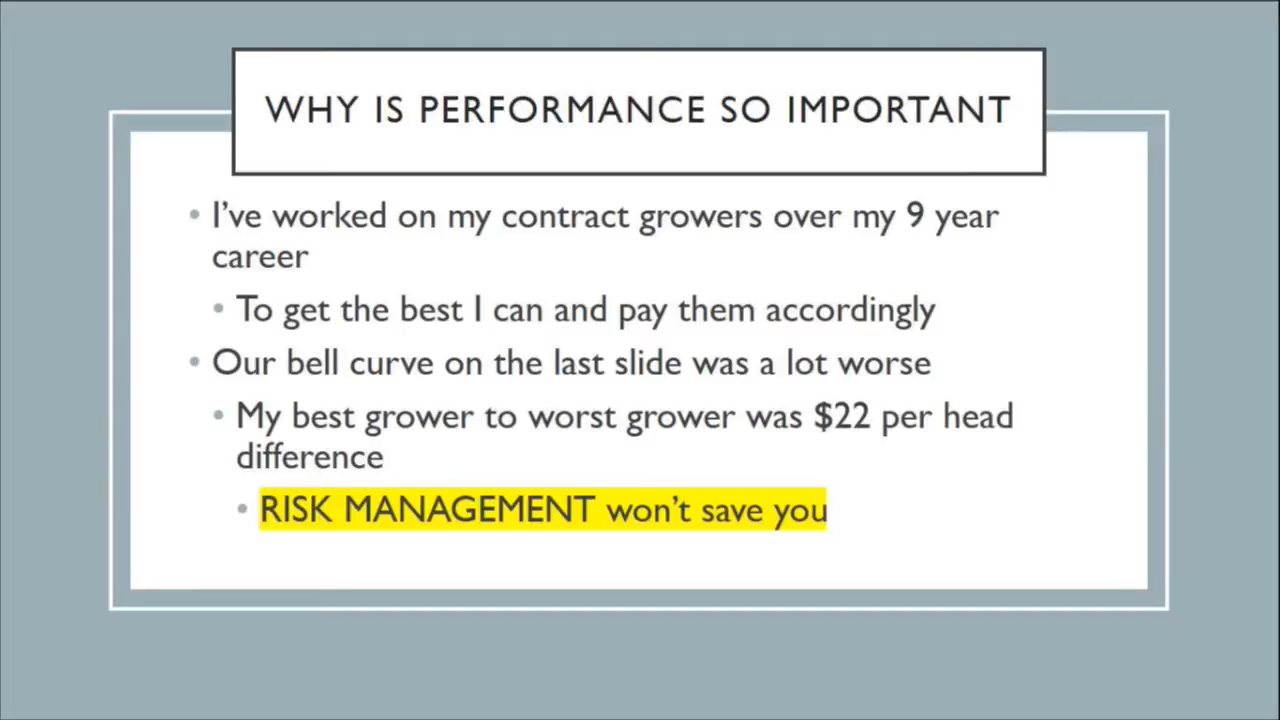 WHY IS PERFORMANCE SO IMPORTANT
• I've worked on my contract growers over my 9 year
career
• To get the best I can and pay them accordingly
• Our bell curve on the last slide was a lot worse
• My best grower to worst grower was $22 per head
difference
• RISK MANAGEMENT won't save you